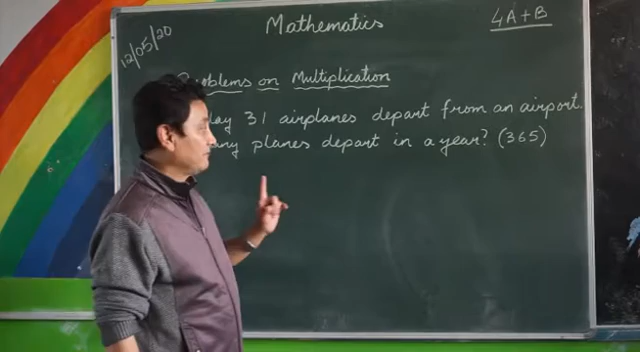 Mathematics
4A+B
12/05/20
Problems on Multiplication
day 31 airplanes depart from an airport.
any planes depart in a year? (365)